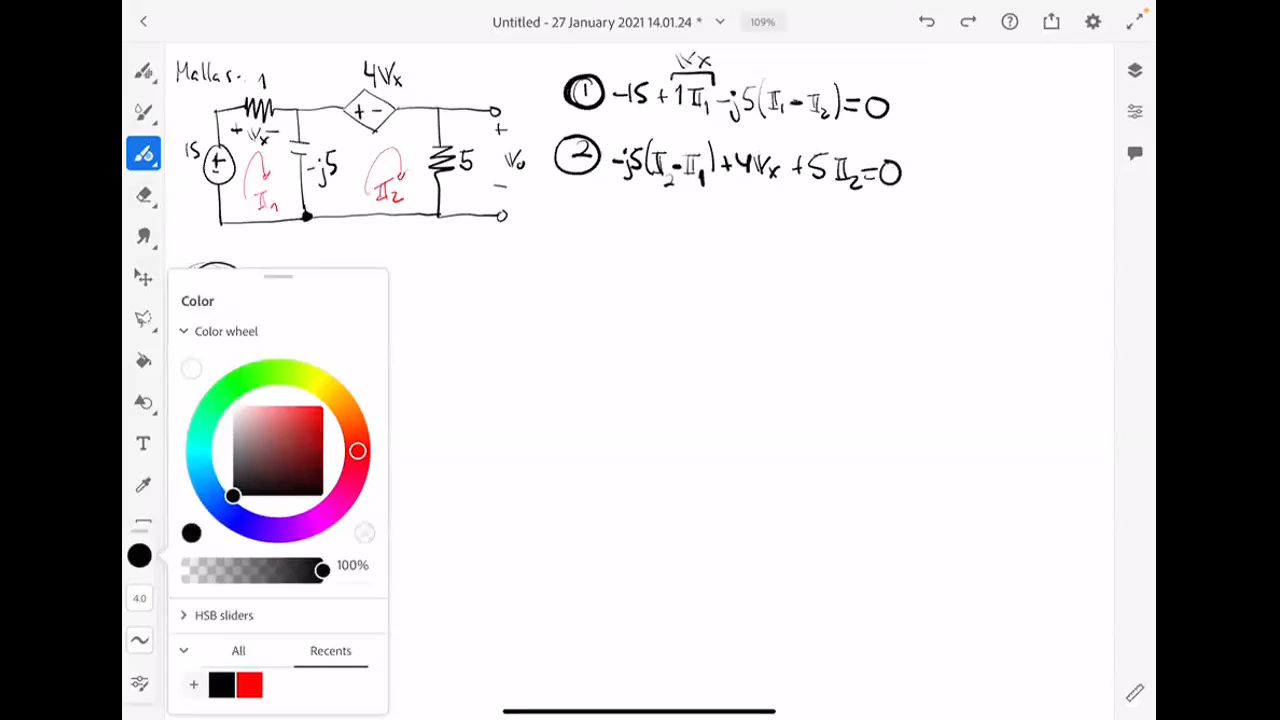 Untitled - 27 January 2021 14.01.24 *
109%
Mallas.
1
4Vx
+ Vx -
+ -
15
+
-
-j5
I1
I2
5
+
Vo
-
Vx
① -15 + 1I1 -j5(I1 - I2) = 0
② -j5(I2 - I1) + 4Vx + 5I2 = 0
Color
Color wheel
100%
HSB sliders
All Recents
+
4.0
T